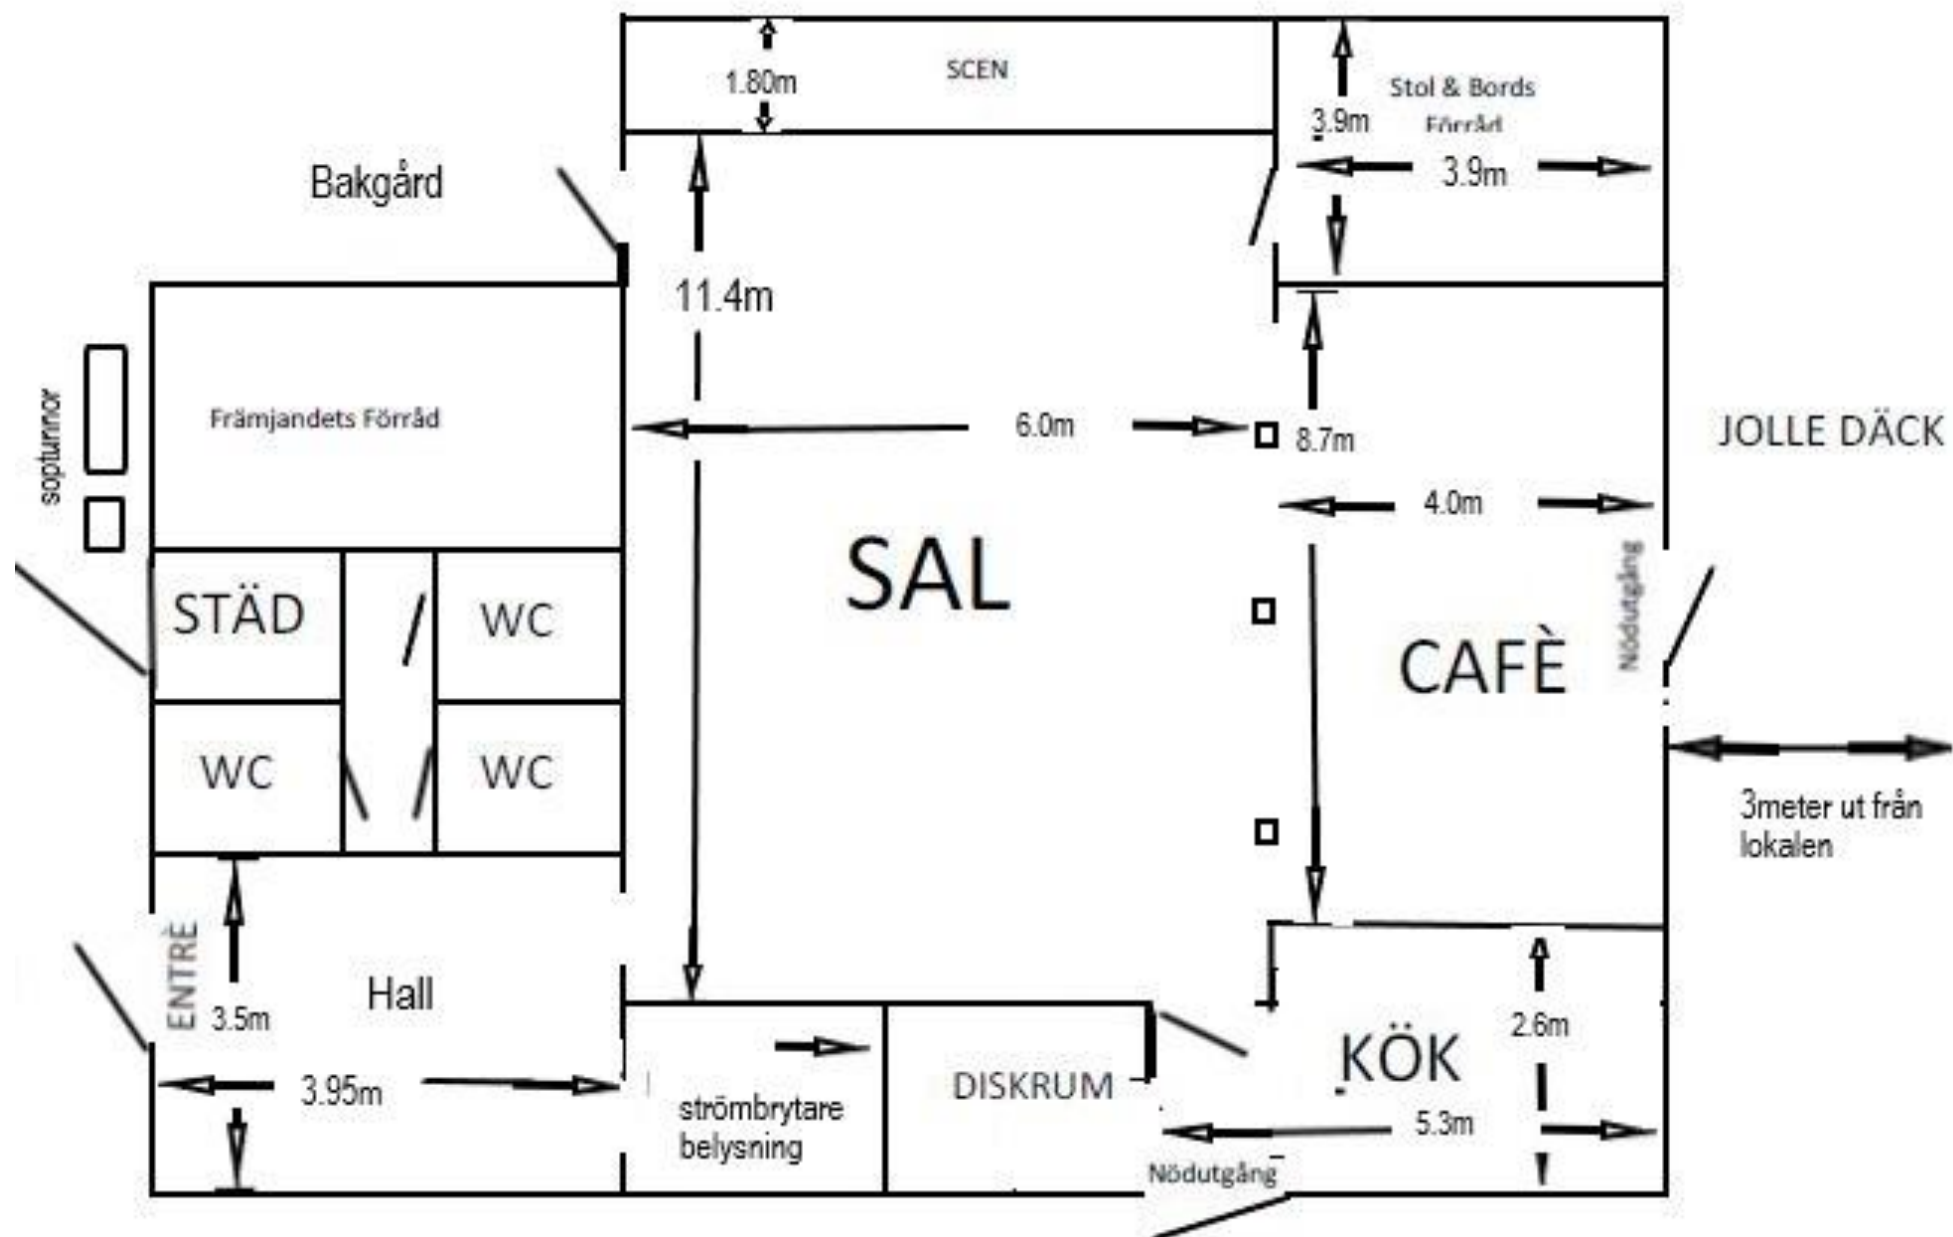 SCEN
1.80m
Stol & Bords
Förråd
3.9m
3.9m
Bakgård
11.4m
soptunnor
Främjandets Förråd
6.0m
8.7m
JOLLE DÄCK
4.0m
Nödutgång
SAL
STÄD
WC
CAFÈ
WC
WC
3meter ut från
lokalen
ENTRÈ
Hall
3.5m
3.95m
strömbrytare
belysning
DISKRUM
KÖK
2.6m
5.3m
Nödutgång